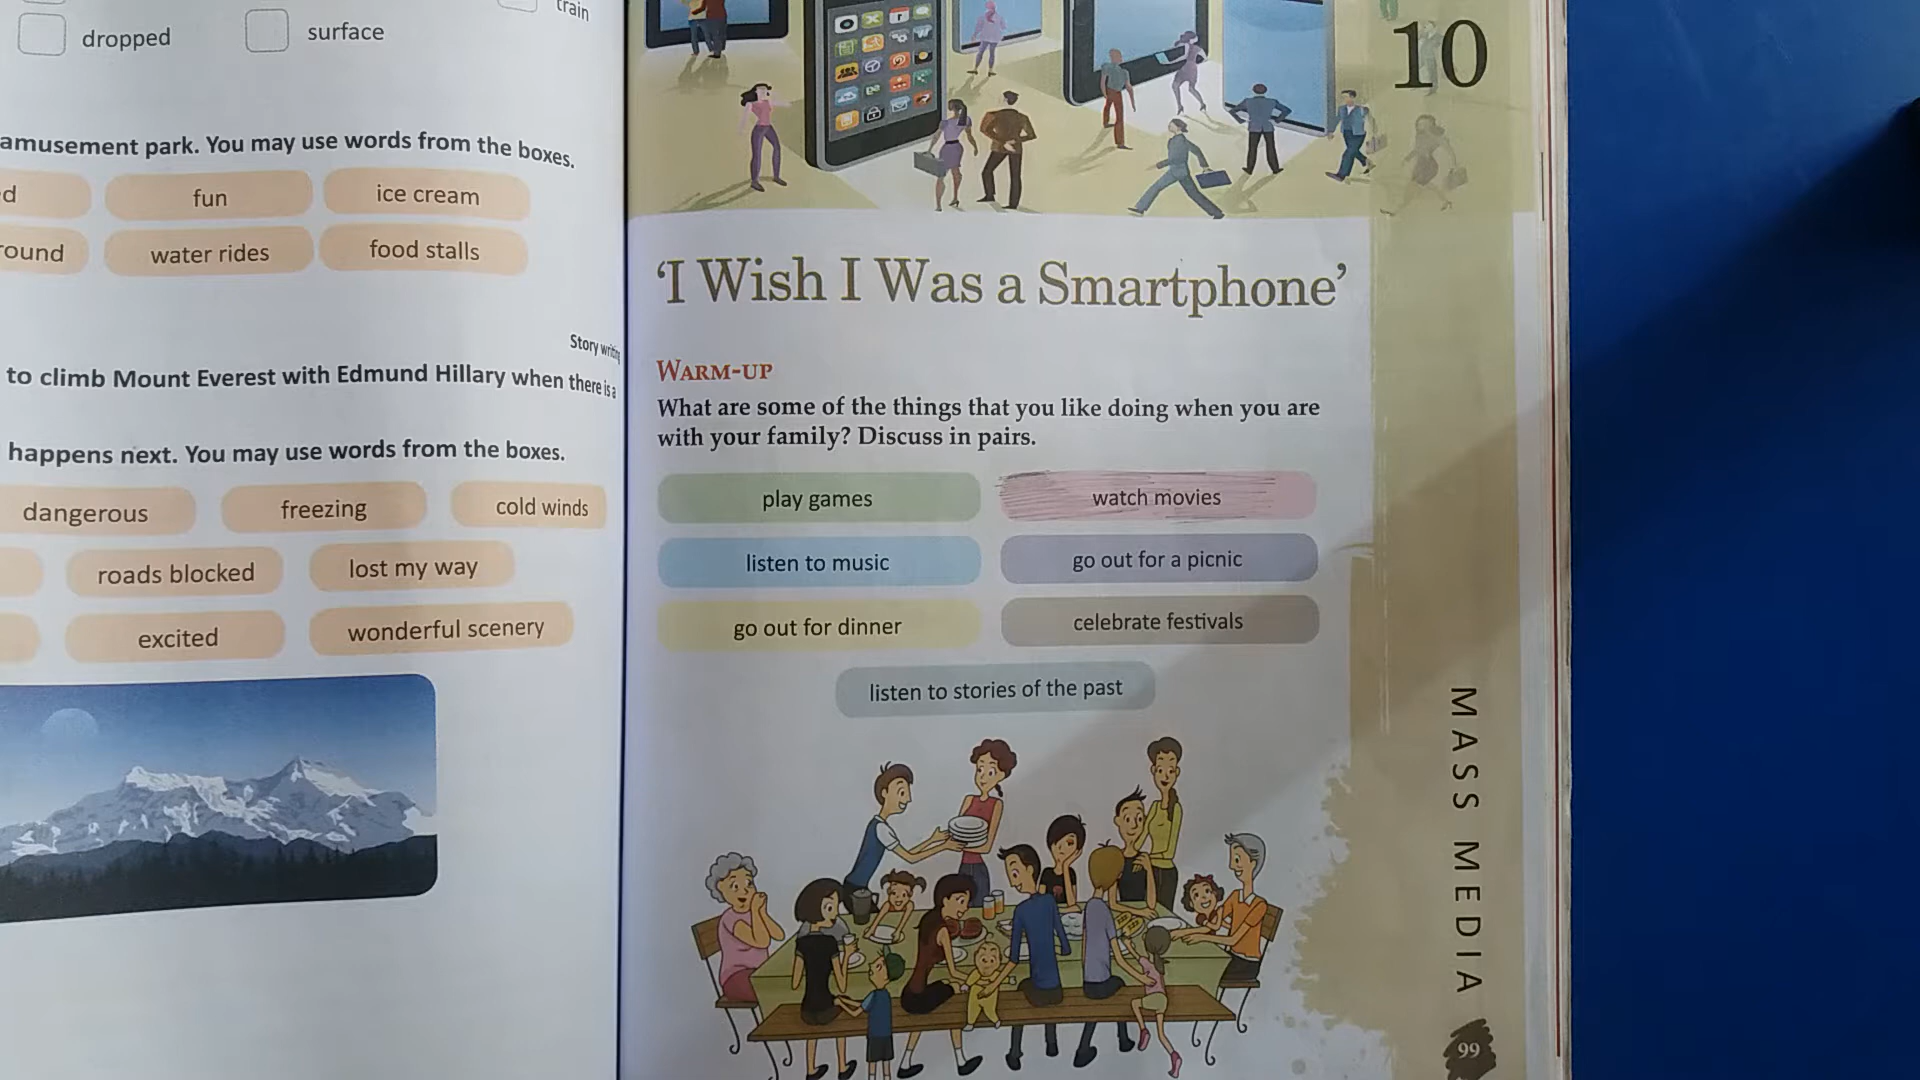 train
dropped
surface
amusement park. You may use words from the boxes.
fun
ice cream
round
water rides
food stalls
Story writing
to climb Mount Everest with Edmund Hillary when there is a
happens next. You may use words from the boxes.
dangerous
freezing
cold winds
roads blocked
lost my way
excited
wonderful scenery
10
'I Wish I Was a Smartphone'
WARM-UP
What are some of the things that you like doing when you are
with your family? Discuss in pairs.
play games
watch movies
listen to music
go out for a picnic
go out for dinner
celebrate festivals
listen to stories of the past
MASS MEDIA
99